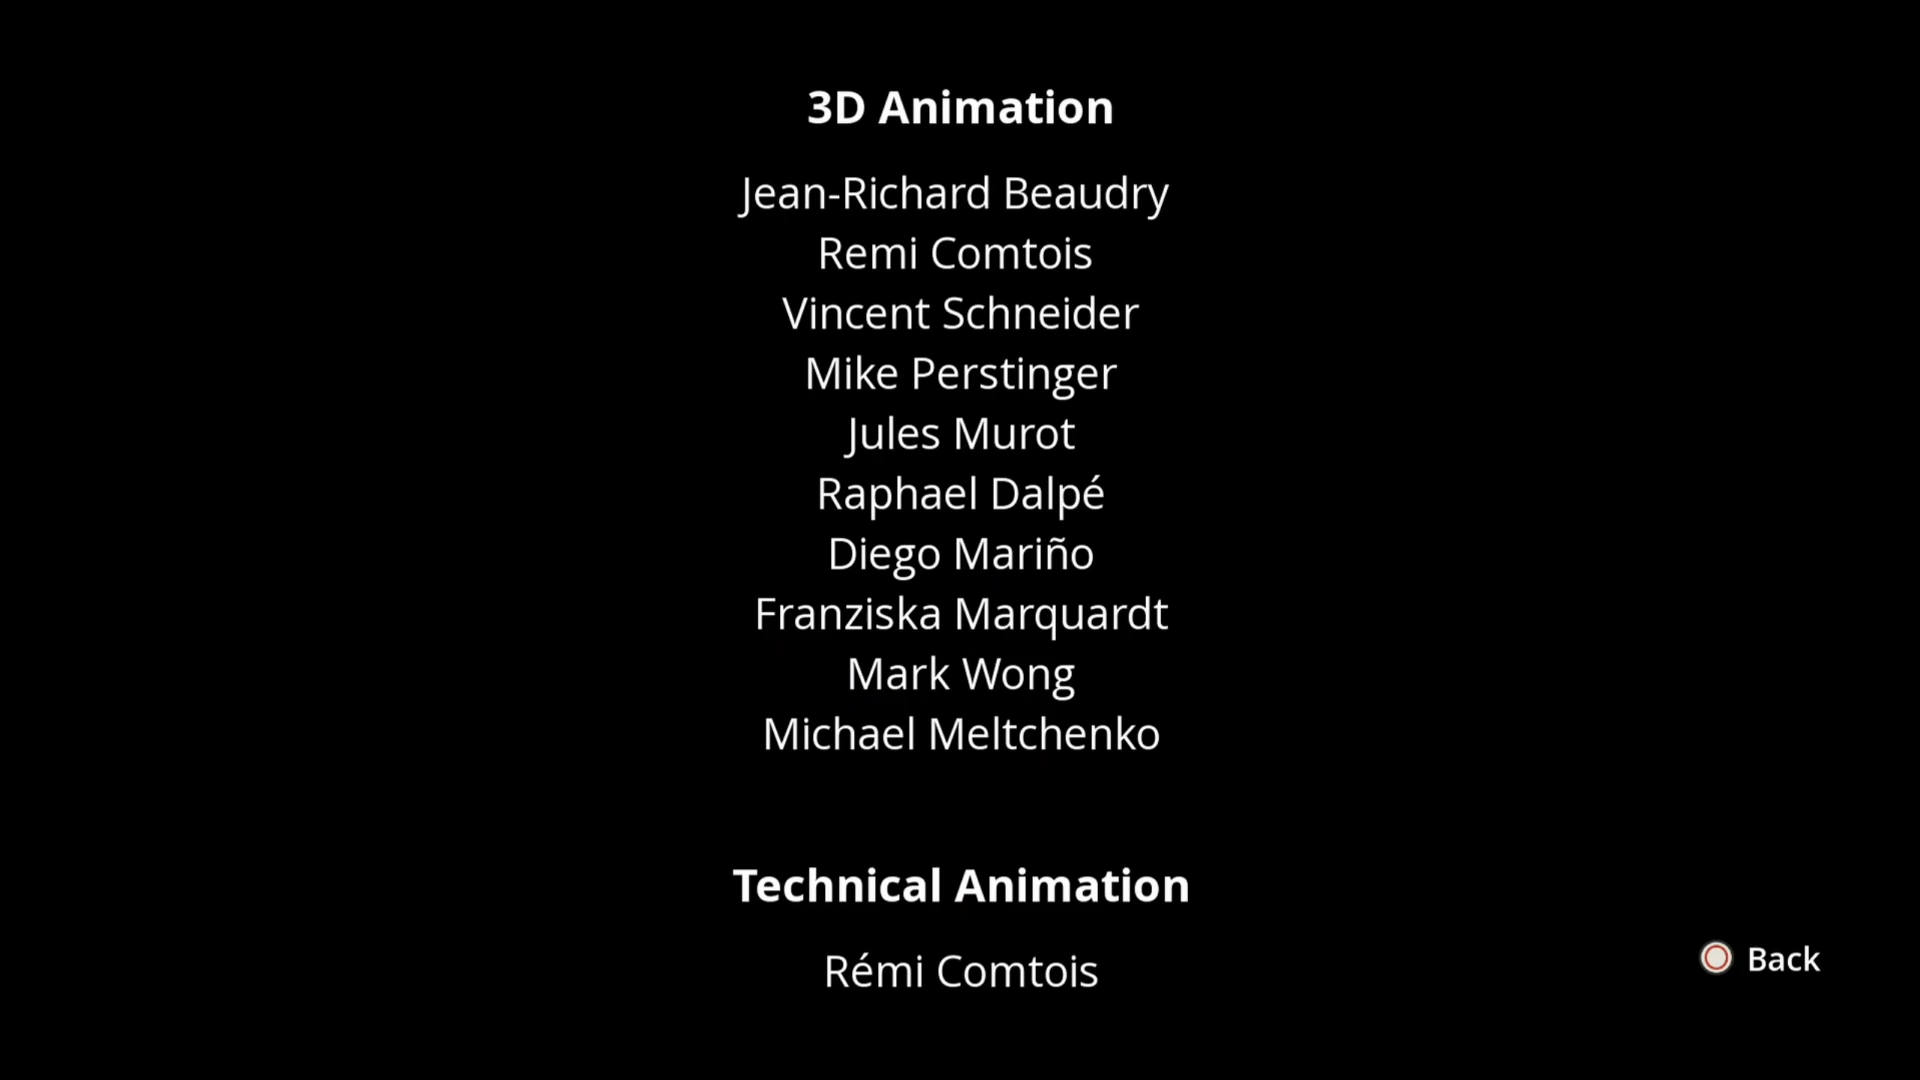 3D Animation
Jean-Richard Beaudry
Remi Comtois
Vincent Schneider
Mike Perstinger
Jules Murot
Raphael Dalpé
Diego Mariño
Franziska Marquardt
Mark Wong
Michael Meltchenko
Technical Animation
Rémi Comtois
Back